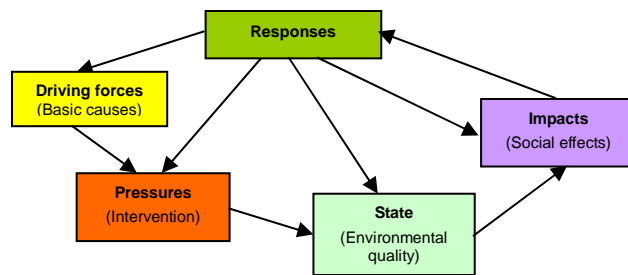 Responses
Driving forces
(Basic causes)
Impacts
(Social effects)
Pressures
(Intervention)
State
(Environmental
quality)